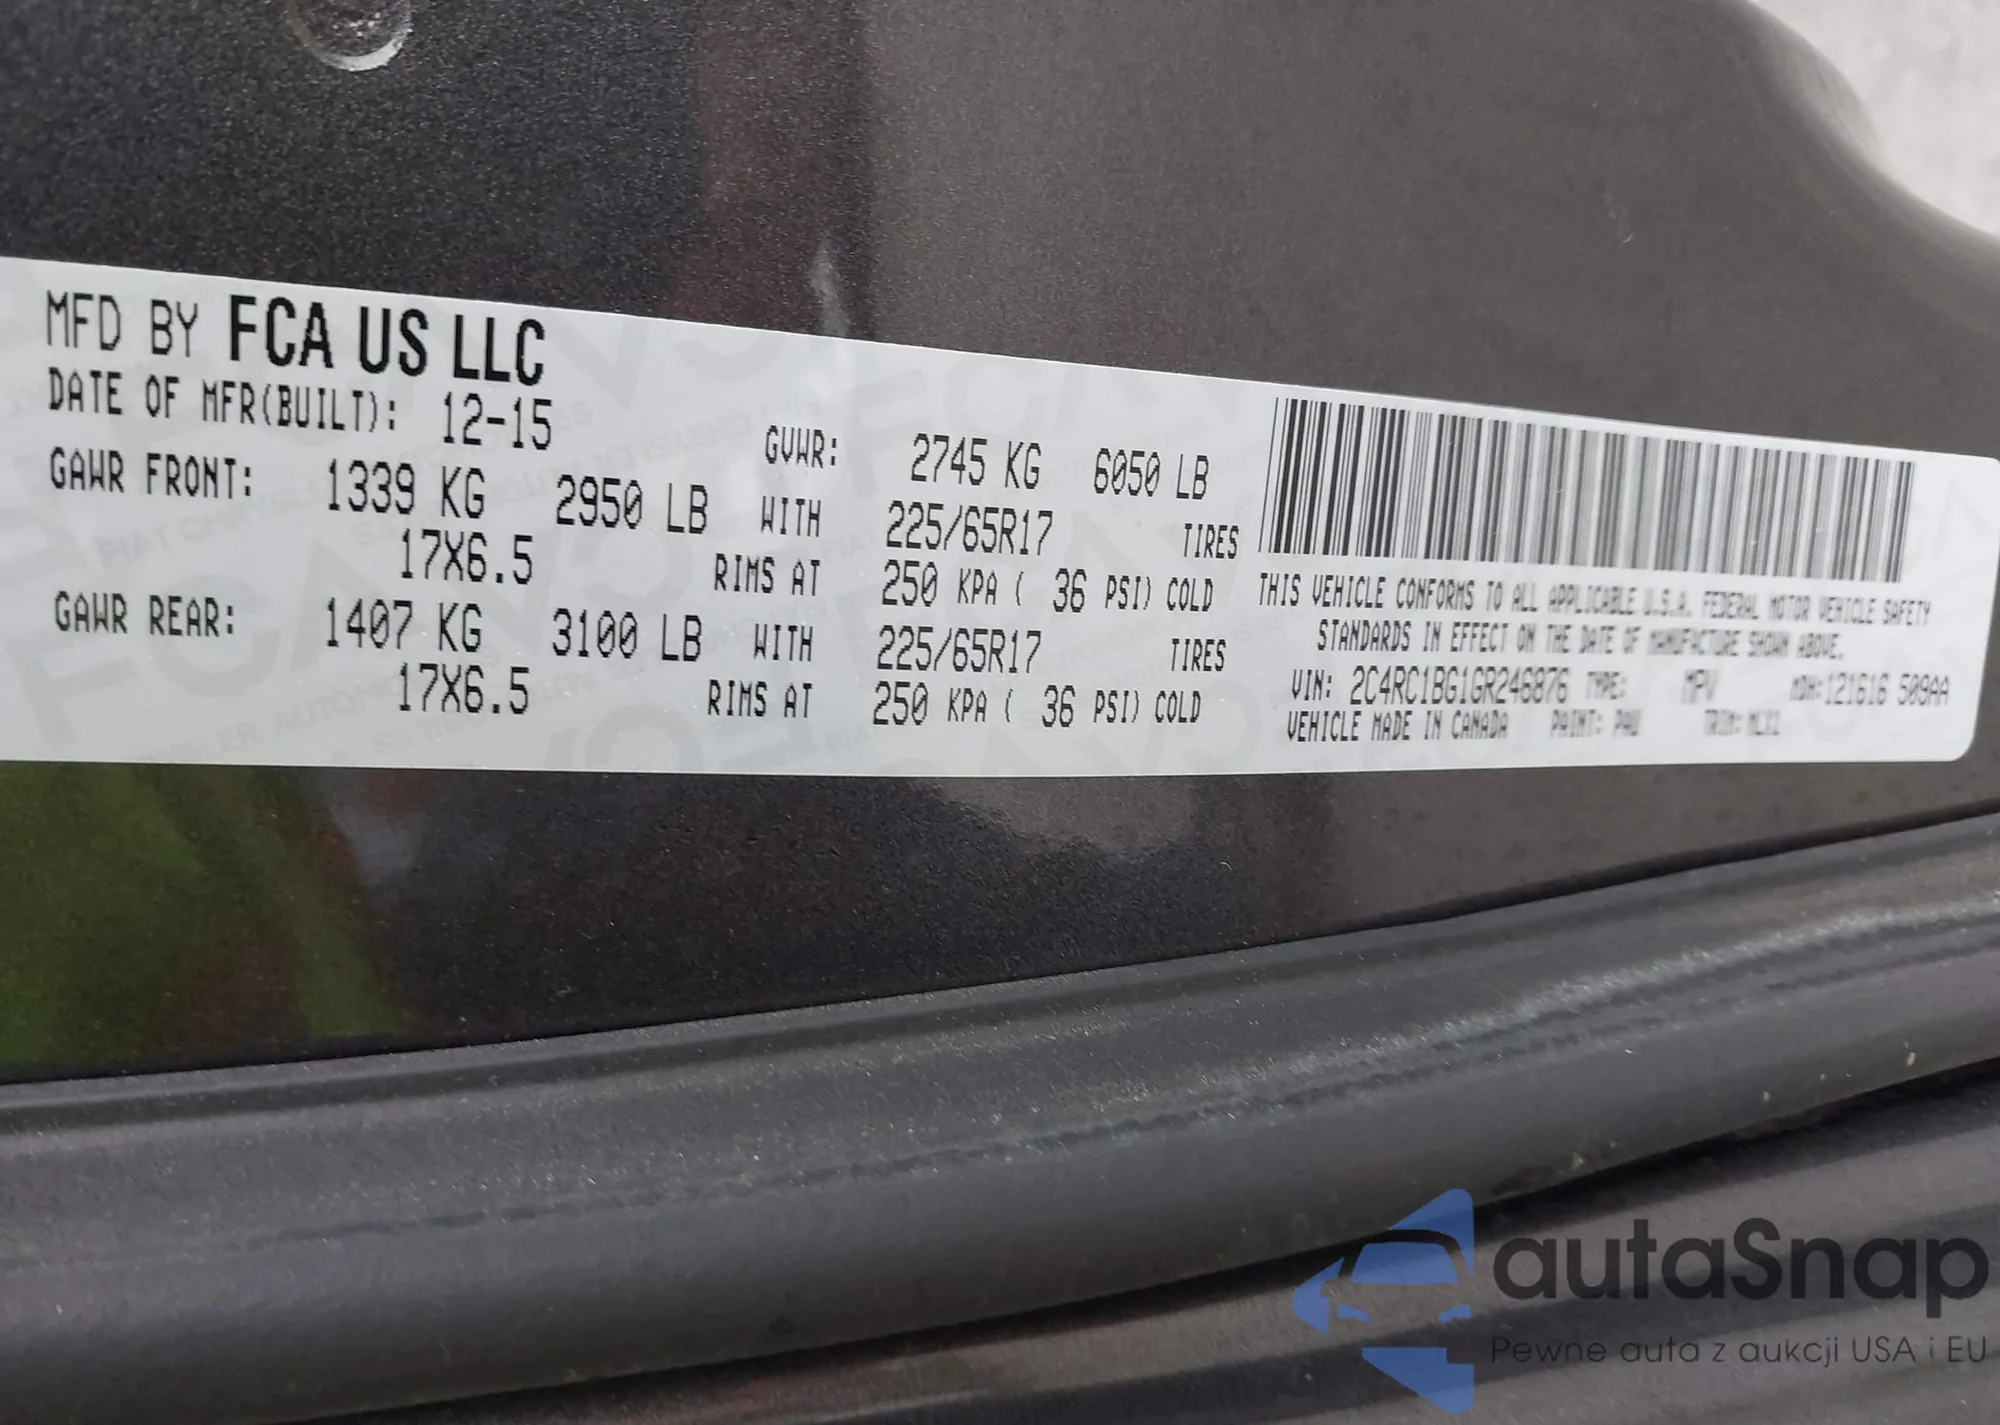 MFD BY FCA US LLC
DATE OF MFR(BUILT): 12-15 GVWR: 2745 KG 6050 LB
GAWR FRONT: 1339 KG 2950 LB WITH 225/65R17 TIRES
17X6.5 RIMS AT 250 KPA ( 36 PSI) COLD
GAWR REAR: 1407 KG 3100 LB WITH 225/65R17 TIRES
17X6.5 RIMS AT 250 KPA ( 36 PSI) COLD
THIS VEHICLE CONFORMS TO ALL APPLICABLE U.S.A. FEDERAL MOTOR VEHICLE SAFETY
STANDARDS IN EFFECT ON THE DATE OF MANUFACTURE SHOWN ABOVE.
VIN: 2C4RC1BG1GR246876 TYPE: MPV MDH:121616 509AA
VEHICLE MADE IN CANADA PAINT: PAU TRIM:
autaSnap
Pewne auta z aukcji USA i EU